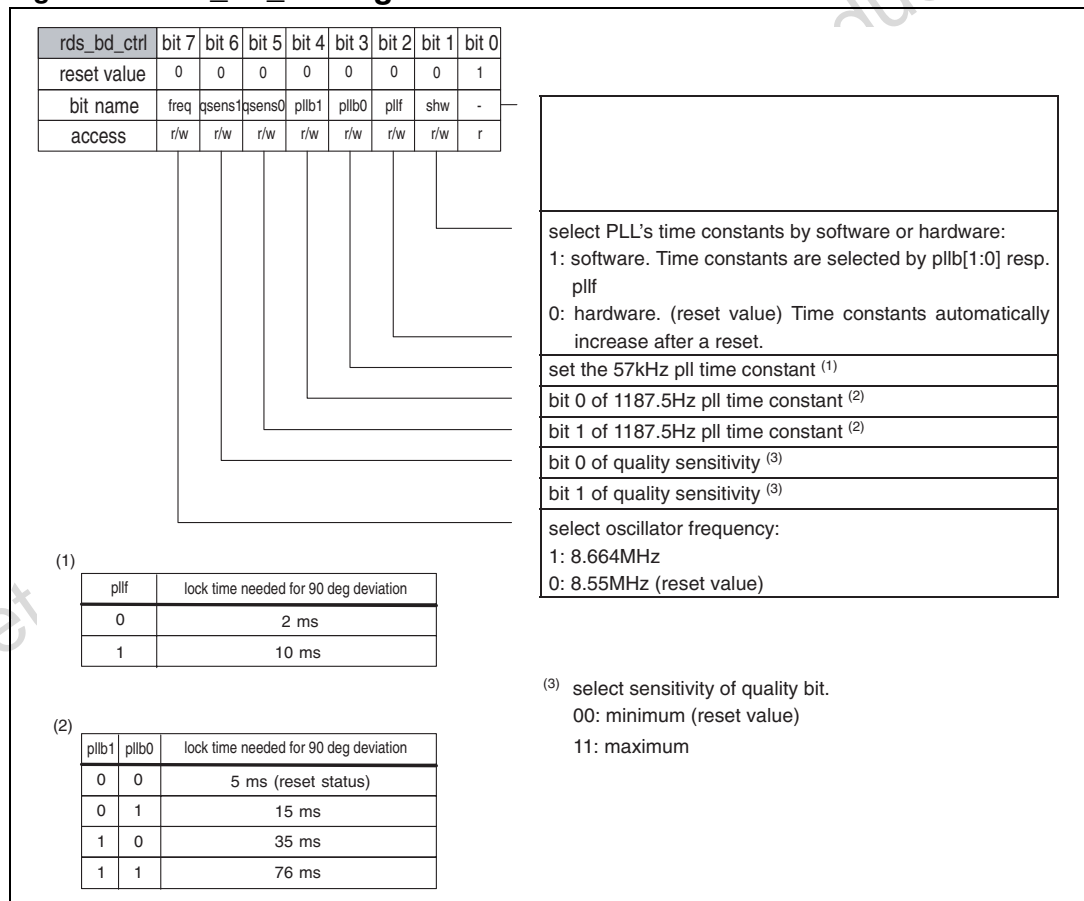 rds_bd_ctrl bit 7 bit 6 bit 5 bit 4 bit 3 bit 2 bit 1 bit 0
reset value 0 0 0 0 0 0 0 1
bit name freq qsens1 qsens0 pllb1 pllb0 pllf shw -
access r/w r/w r/w r/w r/w r/w r/w r
select PLL's time constants by software or hardware:
1: software. Time constants are selected by pllb[1:0] resp.
pllf
0: hardware. (reset value) Time constants automatically
increase after a reset.
set the 57kHz pll time constant (1)
bit 0 of 1187.5Hz pll time constant (2)
bit 1 of 1187.5Hz pll time constant (2)
bit 0 of quality sensitivity (3)
bit 1 of quality sensitivity (3)
select oscillator frequency:
1: 8.664MHz
0: 8.55MHz (reset value)
(1)
pllf lock time needed for 90 deg deviation
0 2 ms
1 10 ms
(3) select sensitivity of quality bit.
00: minimum (reset value)
11: maximum
(2)
pllb1 pllb0 lock time needed for 90 deg deviation
0 0 5 ms (reset status)
0 1 15 ms
1 0 35 ms
1 1 76 ms